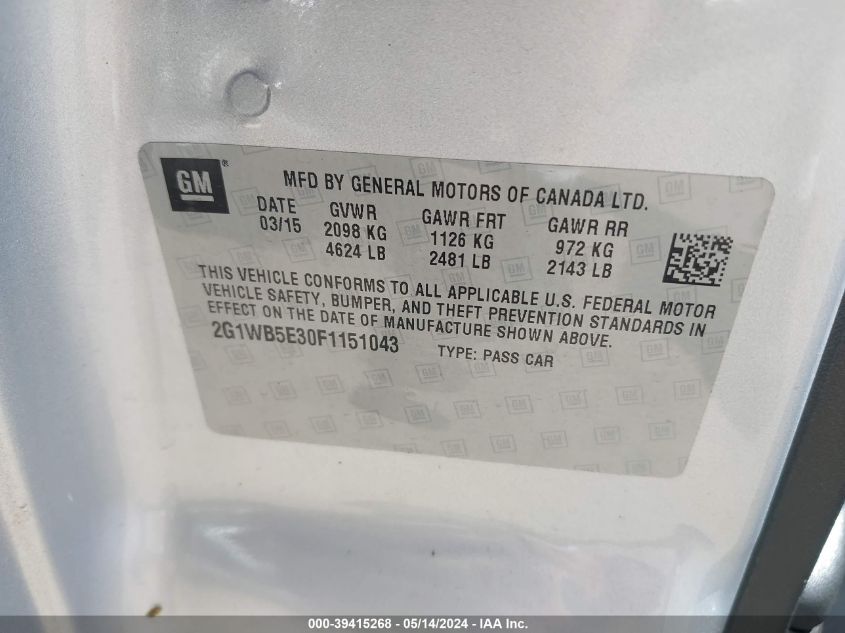 GM ® MFD BY GENERAL MOTORS OF CANADA LTD.
DATE GVWR GAWR FRT GAWR RR
03/15 2098 KG 1126 KG 972 KG
4624 LB 2481 LB 2143 LB
THIS VEHICLE CONFORMS TO ALL APPLICABLE U.S. FEDERAL MOTOR
VEHICLE SAFETY, BUMPER, AND THEFT PREVENTION STANDARDS IN
EFFECT ON THE DATE OF MANUFACTURE SHOWN ABOVE.
2G1WB5E30F1151043 TYPE: PASS CAR
000-39415268 - 05/14/2024 - IAA Inc.